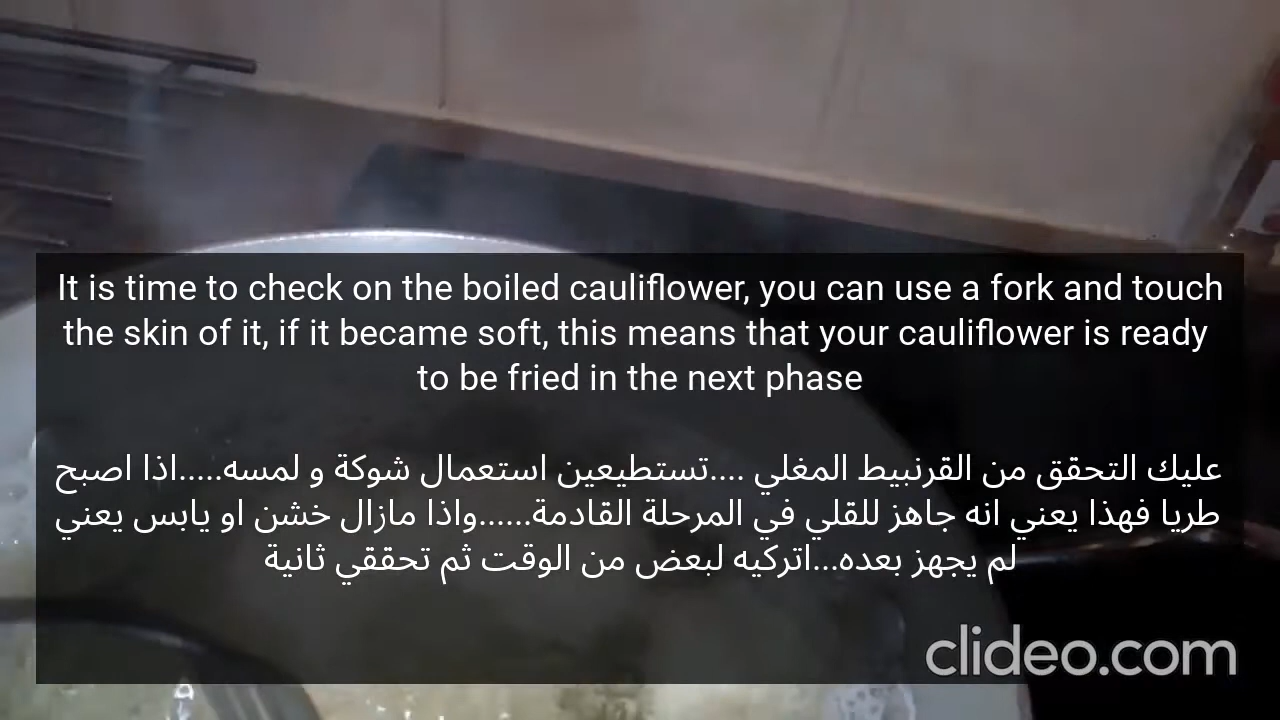 It is time to check on the boiled cauliflower, you can use a fork and touch
the skin of it, if it became soft, this means that your cauliflower is ready
to be fried in the next phase
عليك التحقق من القرنبيط المغلي ....تستطيعين استعمال شوكة و لمسه.....اذا اصبح
طريا فهذا يعني انه جاهز للقلي في المرحلة القادمة......واذا مازال خشن او يابس يعني
لم يجهز بعده...اتركيه لبعض من الوقت ثم تحققي ثانية
clideo.com